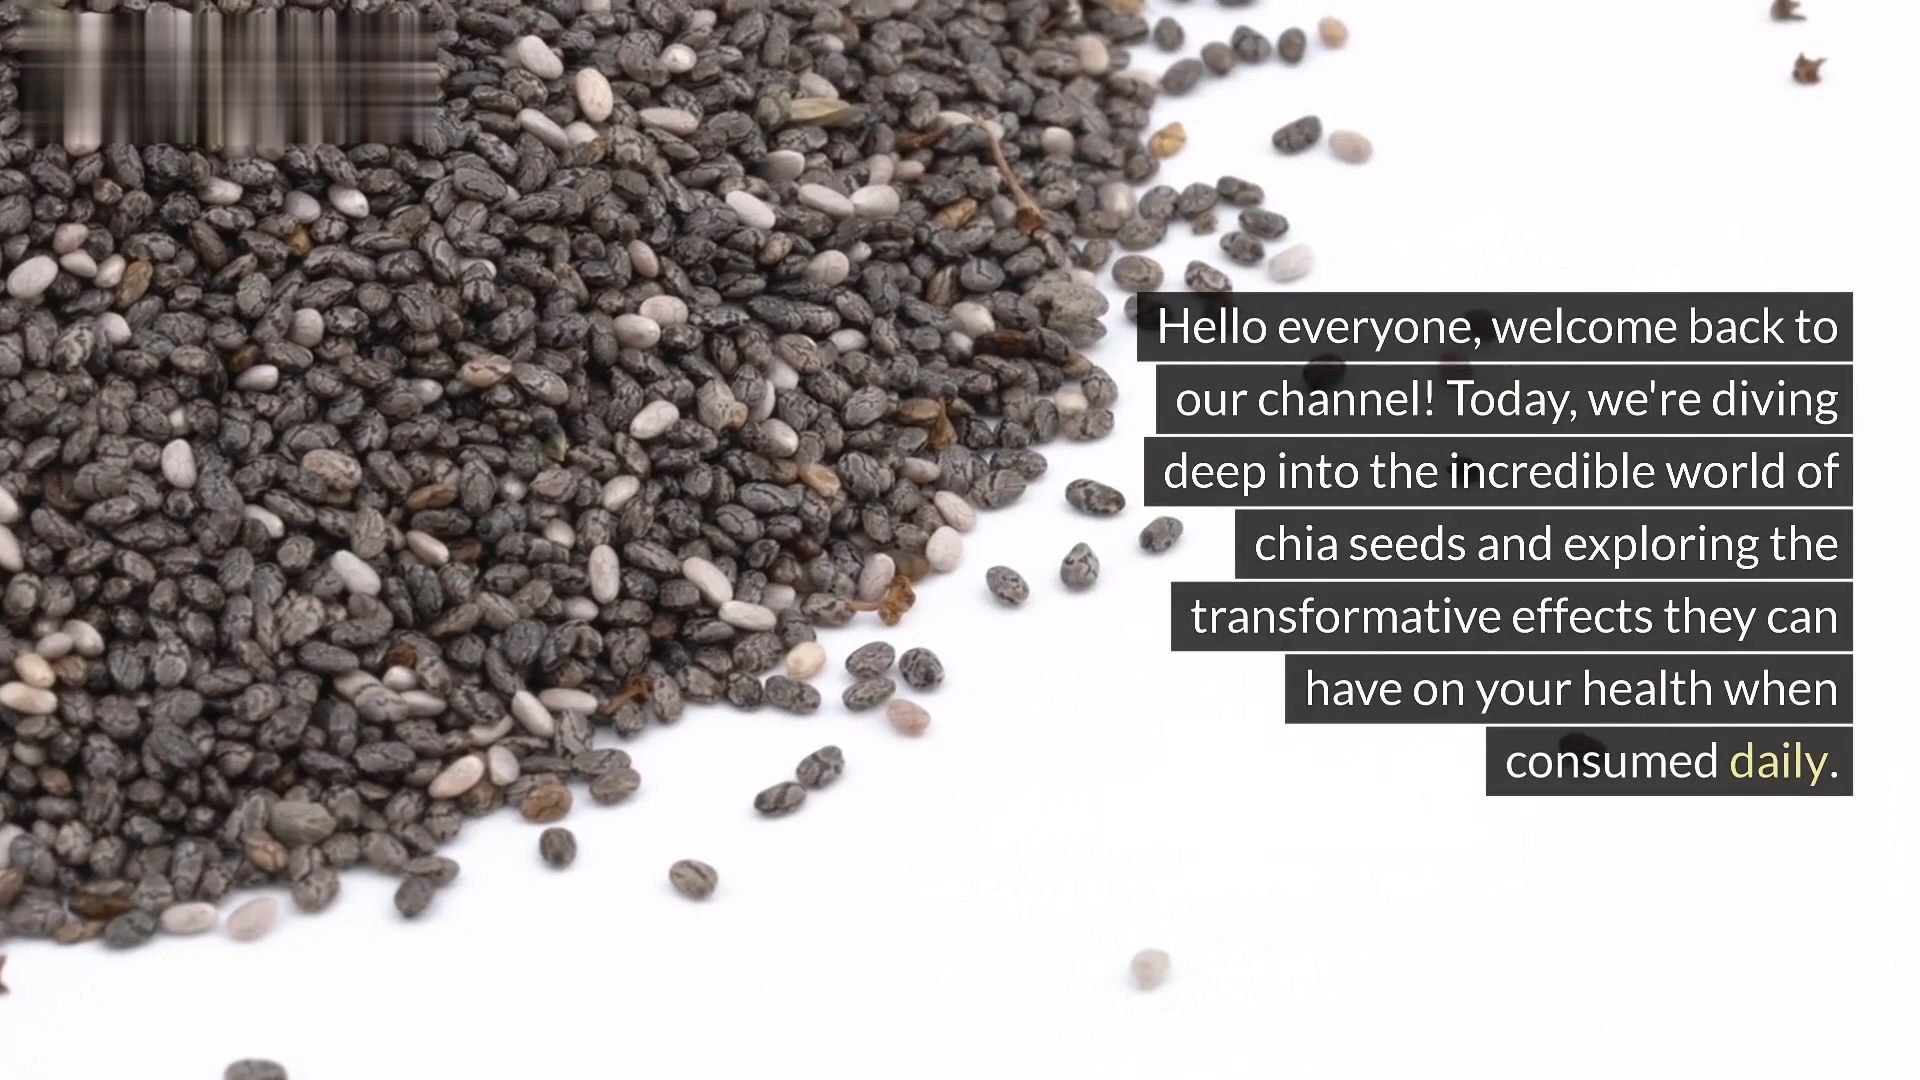 Hello everyone, welcome back to
our channel! Today, we're diving
deep into the incredible world of
chia seeds and exploring the
transformative effects they can
have on your health when
consumed daily.